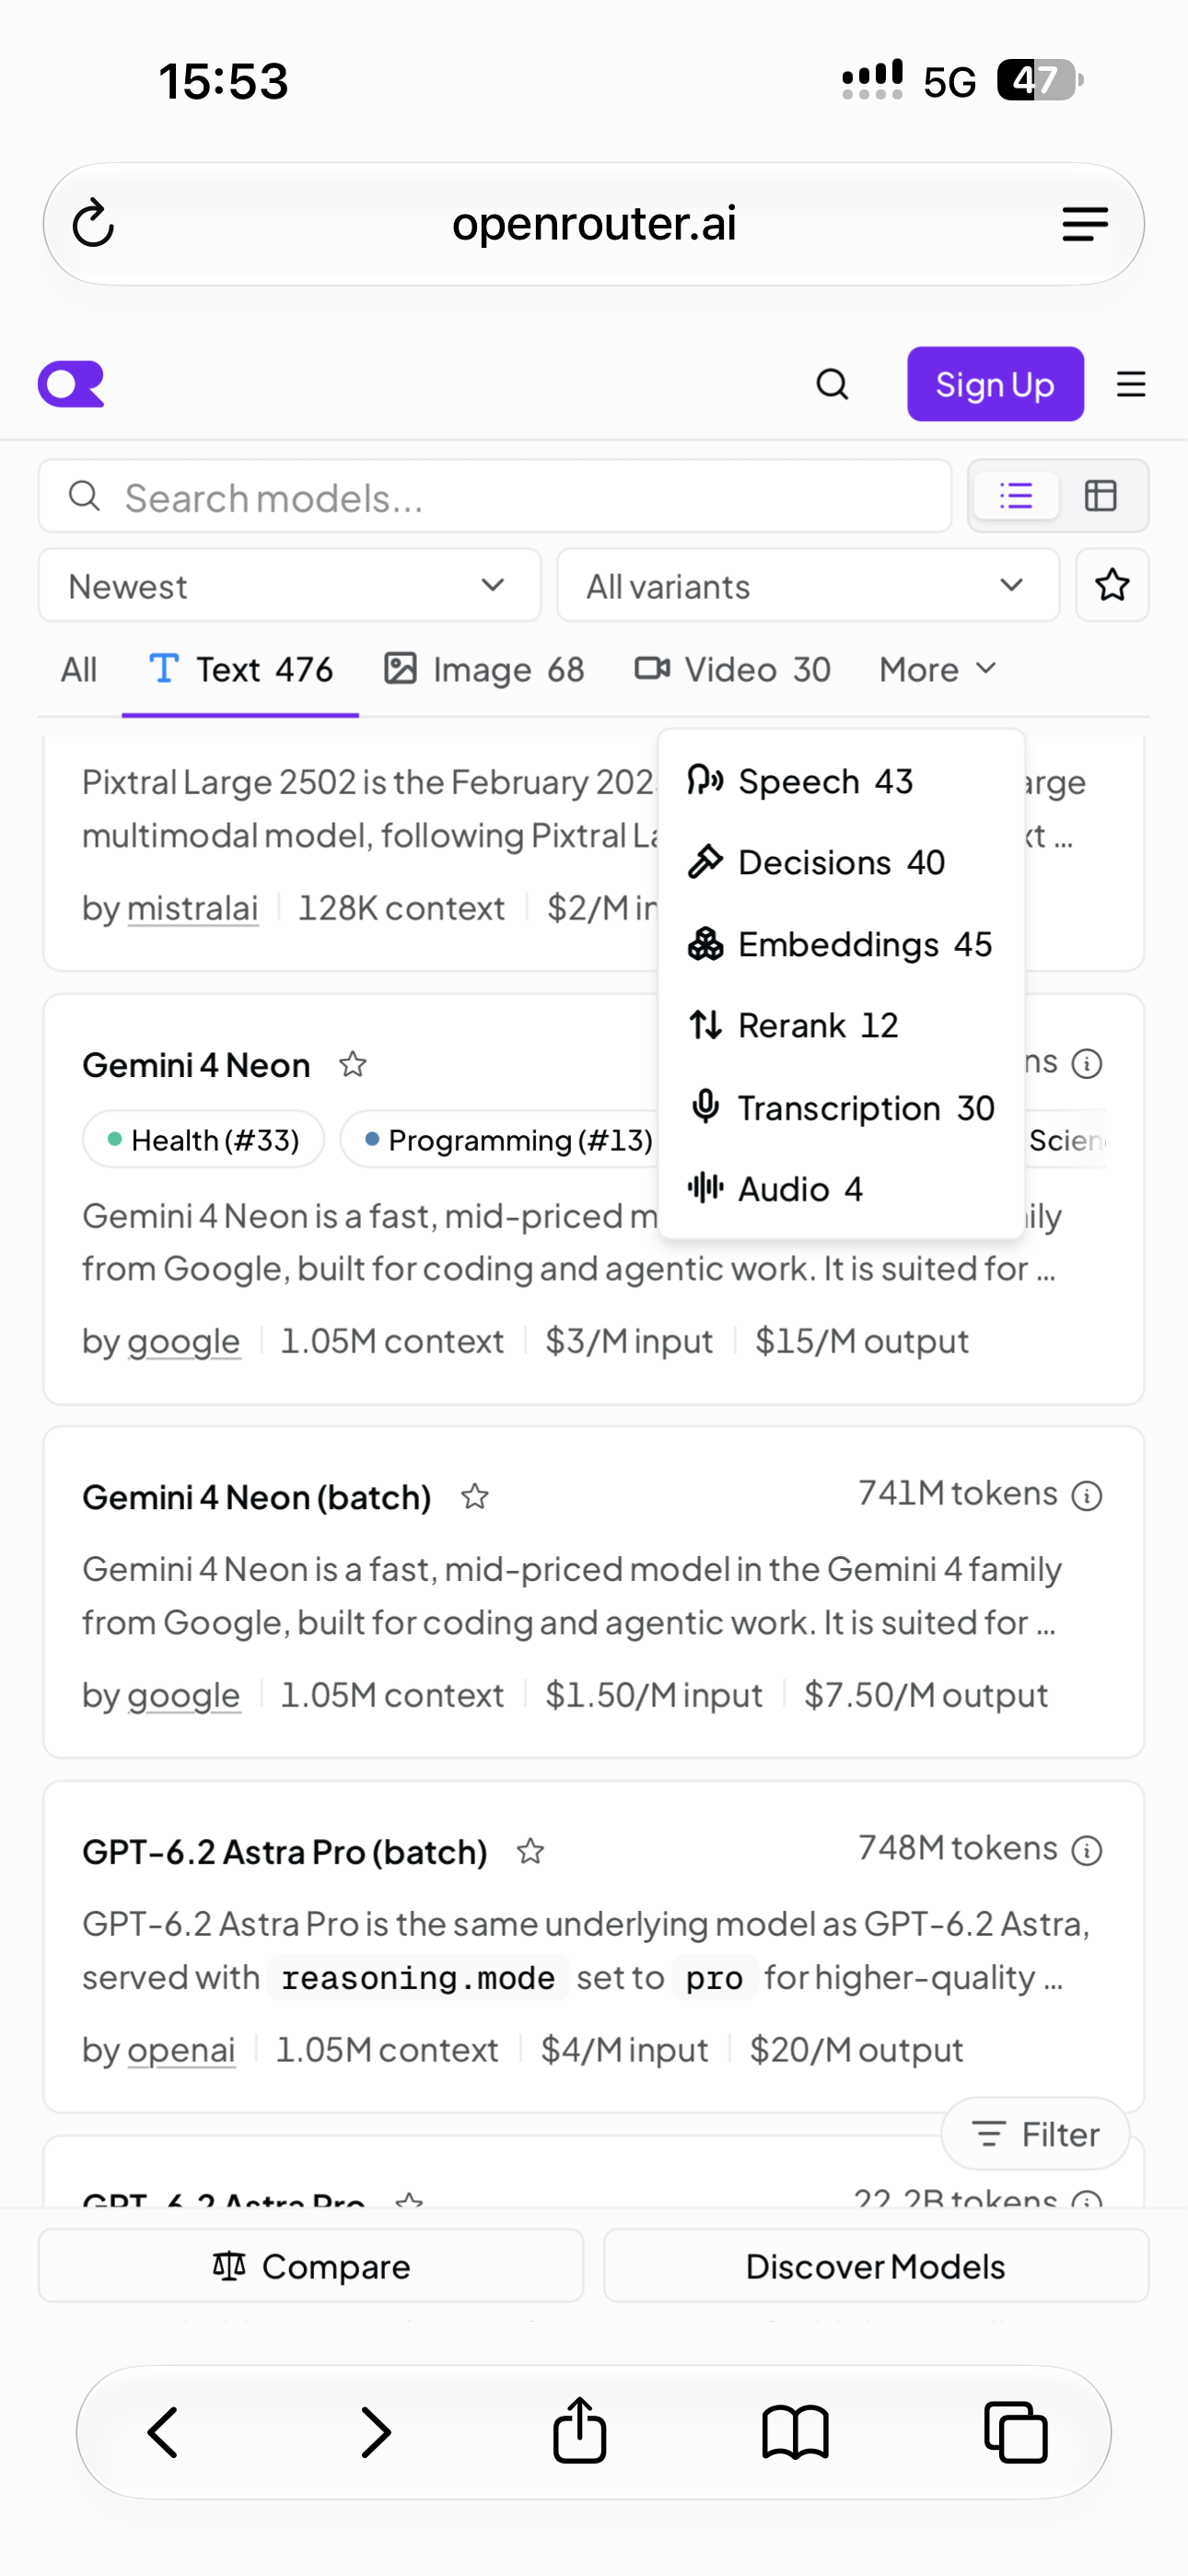 15:53
5G 47
openrouter.ai
Sign Up
Search models...
Newest
All variants
All Text 476 Image 68 Video 30 More
Speech 43
Decisions 40
Embeddings 45
Rerank 12
Transcription 30
Audio 4
Pixtral Large 2502 is the February
multimodal model, following Pixtral
by mistralai 128K context $2/M
Gemini 4 Neon
Health (#33) Programming (#13)
Gemini 4 Neon is a fast, mid-priced
from Google, built for coding and agentic work. It is suited for ...
by google 1.05M context $3/M input $15/M output
Gemini 4 Neon (batch) 741M tokens
Gemini 4 Neon is a fast, mid-priced model in the Gemini 4 family
from Google, built for coding and agentic work. It is suited for ...
by google 1.05M context $1.50/M input $7.50/M output
GPT-6.2 Astra Pro (batch) 748M tokens
GPT-6.2 Astra Pro is the same underlying model as GPT-6.2 Astra,
served with reasoning.mode set to pro for higher-quality ...
by openai 1.05M context $4/M input $20/M output
Filter
GPT-6.2 Astra Pro 22.2B tokens
Compare
Discover Models